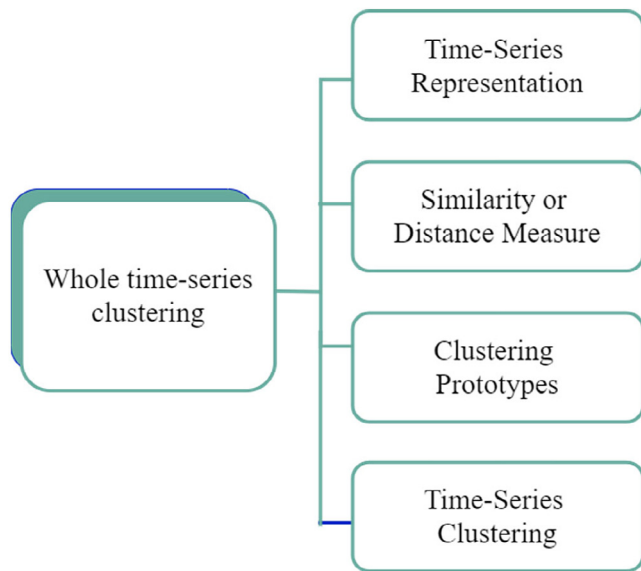 Time-Series
Representation
Similarity or
Distance Measure
Whole time-series
clustering
Clustering
Prototypes
Time-Series
Clustering